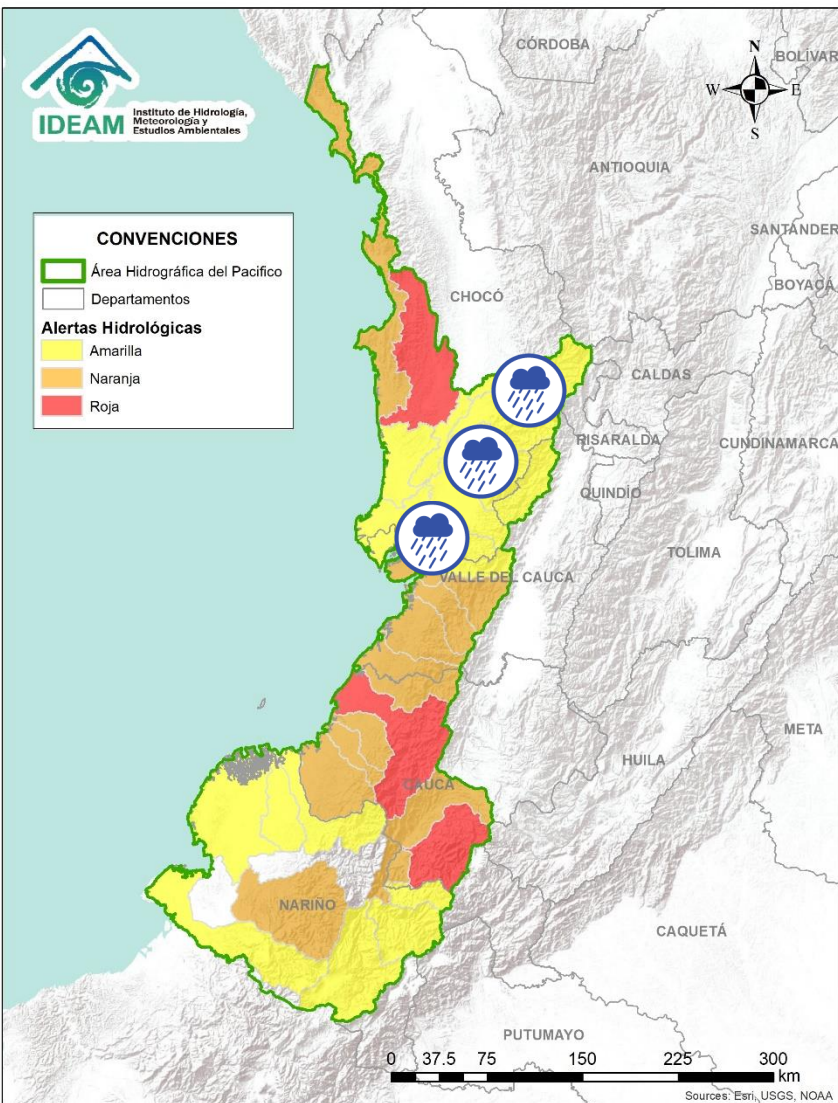 IDEAM
Instituto de Hidrología,
Meteorología y
Estudios Ambientales
N
W E
S
CONVENCIONES
Área Hidrográfica del Pacifico
Departamentos
Alertas Hidrológicas
Amarilla
Naranja
Roja
CÓRDOBA
BOLÍVAR
ANTIOQUIA
SANTANDER
BOYACÁ
CHOCÓ
CALDAS
RISARALDA
CUNDINAMARCA
QUINDÍO
TOLIMA
VALLE DEL CAUCA
META
HUILA
CAUCA
NARIÑO
CAQUETÁ
PUTUMAYO
0 37.5 75 150 225 300
km
Sources: Esri, USGS, NOAA